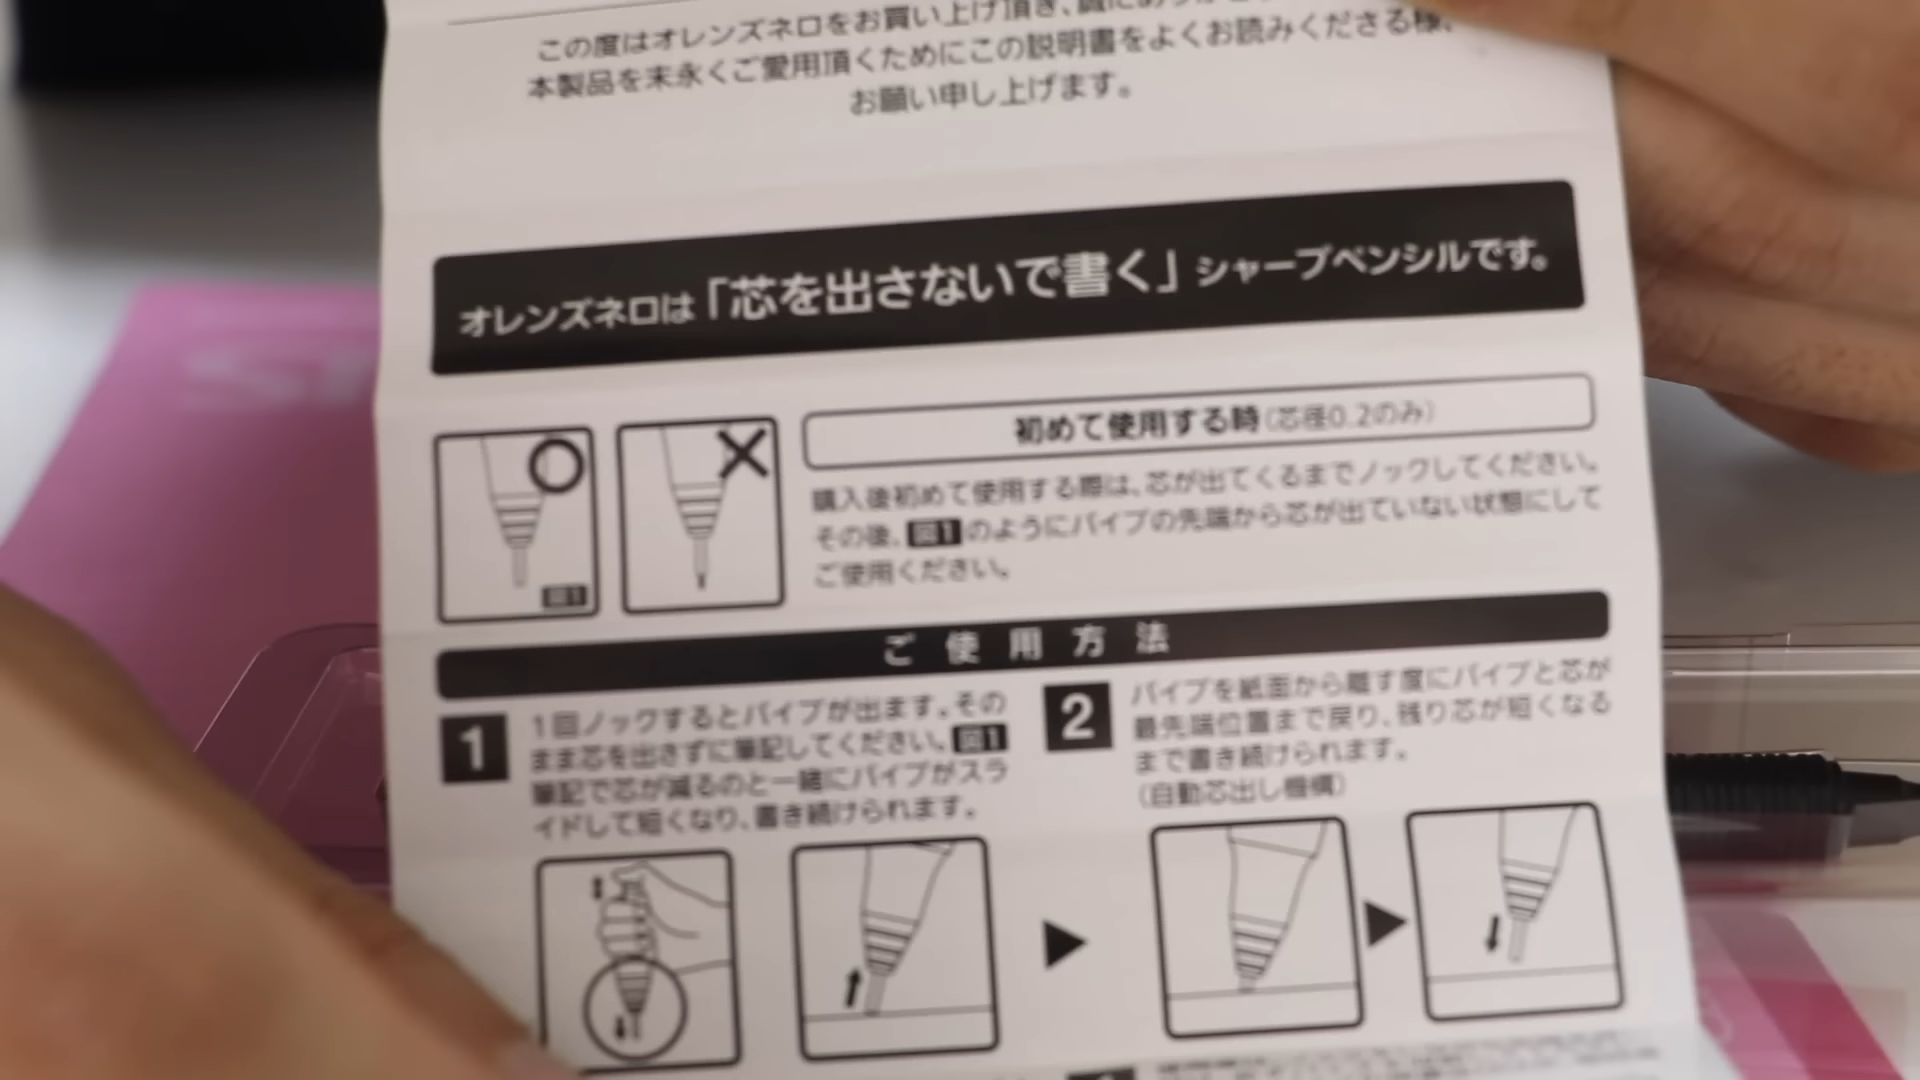 この度はオレンズネロをお買い上げ頂き、誠にあ
本製品を末永くご愛用頂くためにこの説明書をよくお読みくださる様、
お願い申し上げます。
オレンズネロは「芯を出さないで書く」シャープペンシルです。
図1
初めて使用する時(芯径0.2のみ)
購入後初めて使用する際は、芯が出てくるまでノックしてください。
その後、図1のようにパイプの先端から芯が出ていない状態にして
ご使用ください。
ご使用方法
1
1回ノックするとパイプが出ます。その
まま芯を出さずに筆記してください。図1
筆記で芯が減るのと一緒にパイプがスラ
イドして短くなり、書き続けられます。
2
パイプを紙面から離す度にパイプと芯が
最先端位置まで戻り、残り芯が短くなる
まで書き続けられます。
(自動芯出し機構)